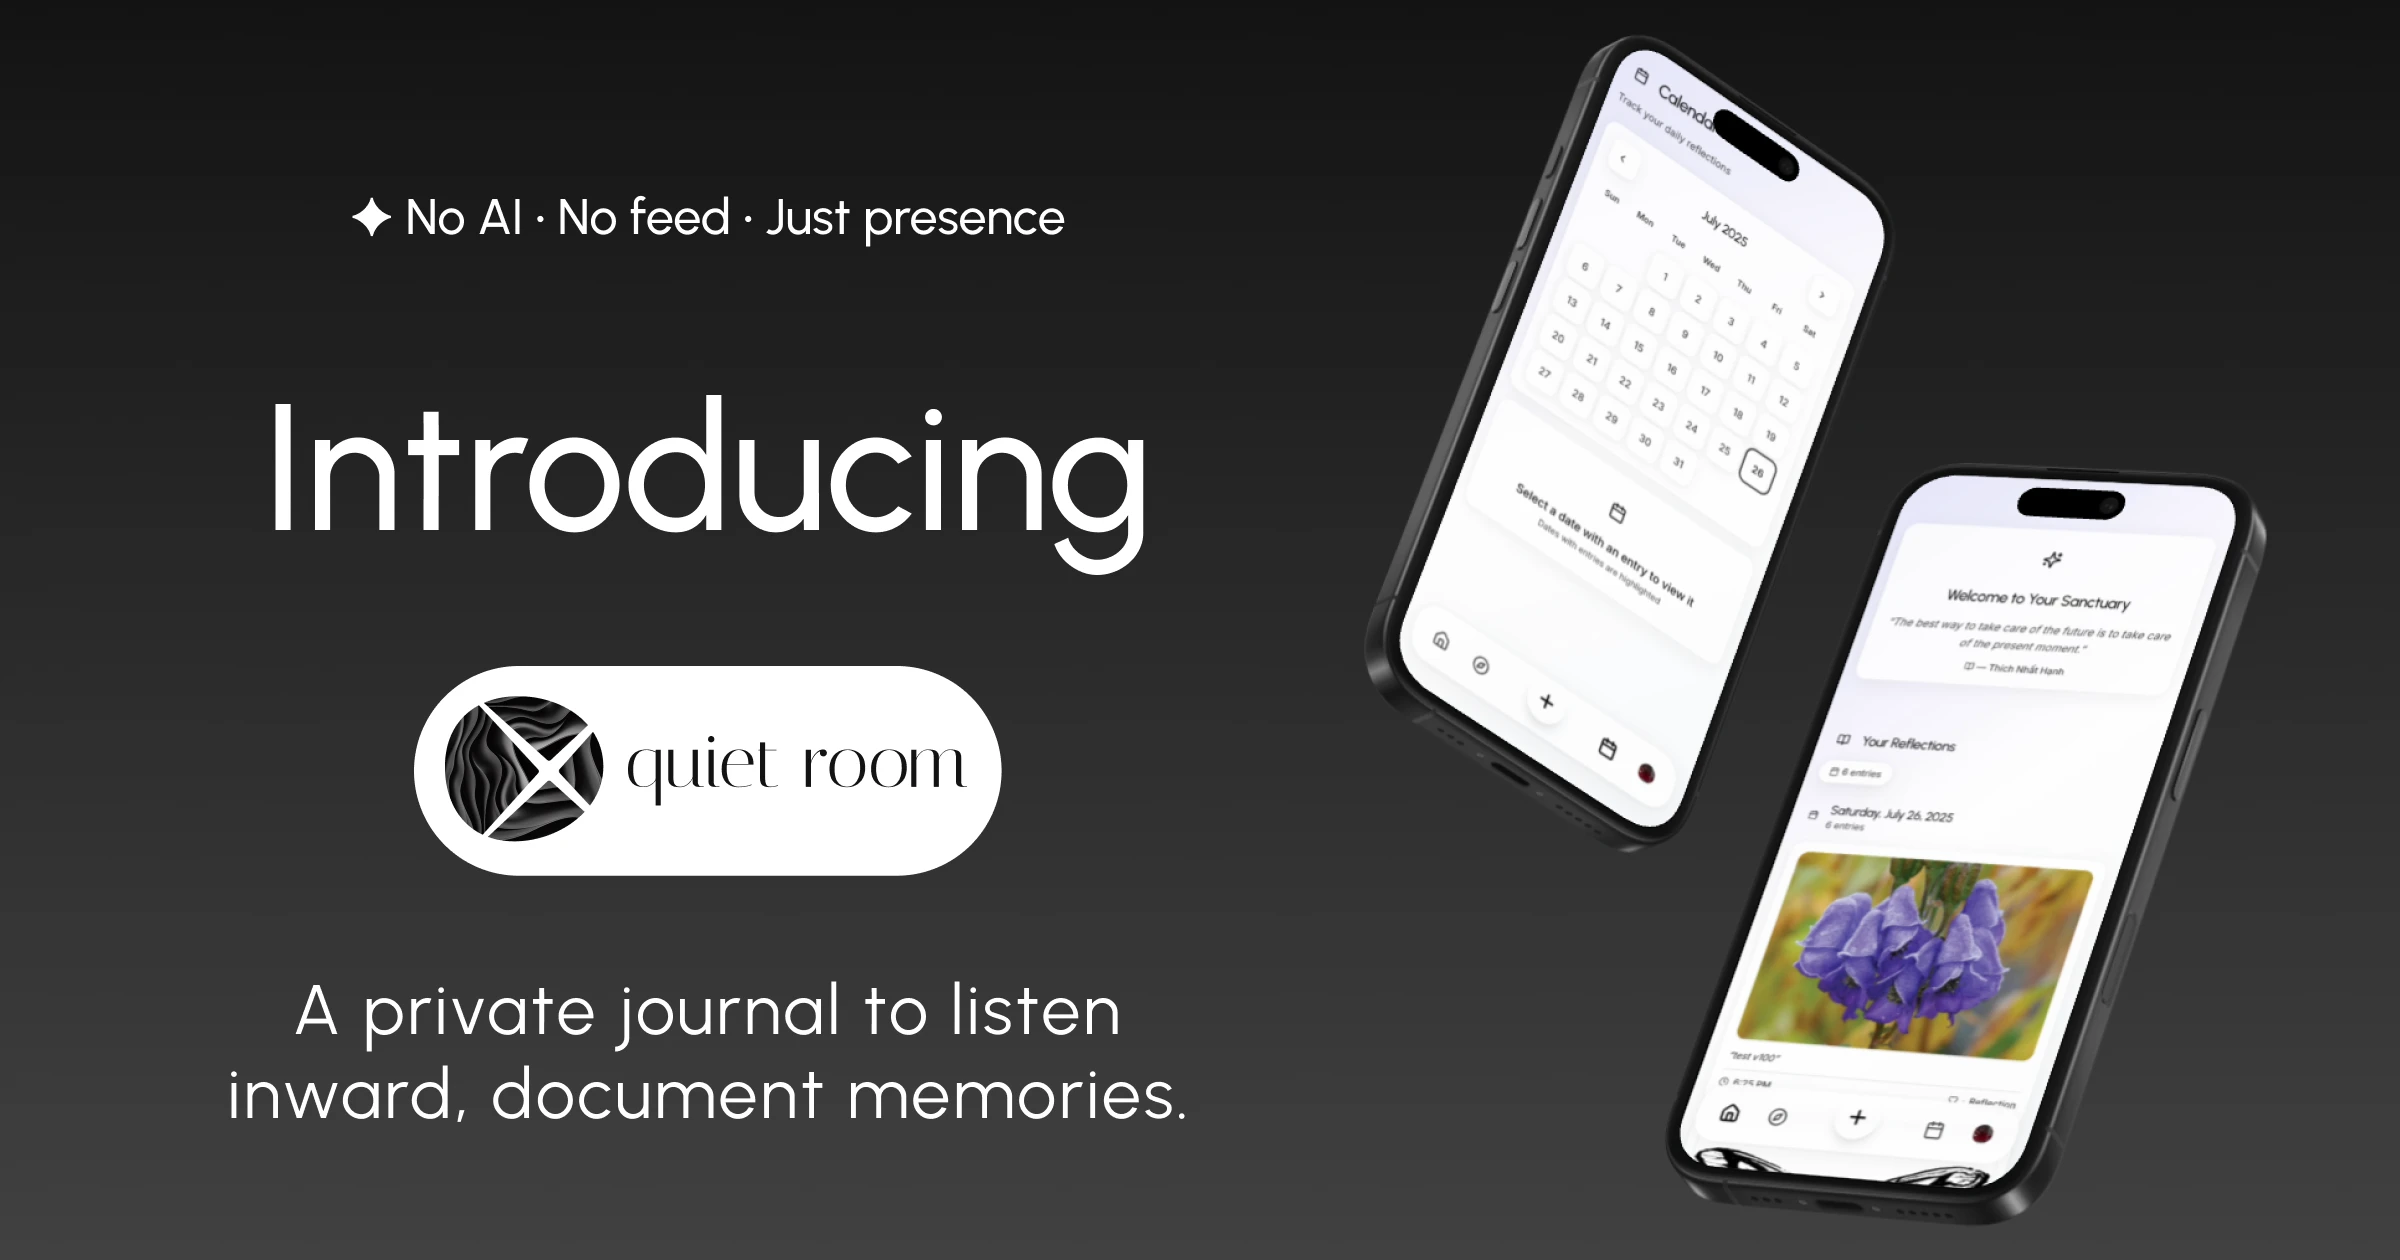 No AI · No feed · Just presence
Introducing
quiet room
A private journal to listen
inward, document memories.
Calendar
Track your daily reflections
July 2025
Sun Mon Tue Wed Thu Fri Sat
1 2 3 4 5
6 7 8 9 10 11 12
13 14 15 16 17 18 19
20 21 22 23 24 25 26
27 28 29 30 31
Select a date with an entry to view it
Dates with entries are highlighted
Welcome to Your Sanctuary
"The best way to take care of the future is to take care
of the present moment."
— Thich Nhất Hạnh
Your Reflections
6 entries
Saturday, July 26, 2025
6 entries
"test v100"
6:25 PM
· Reflection